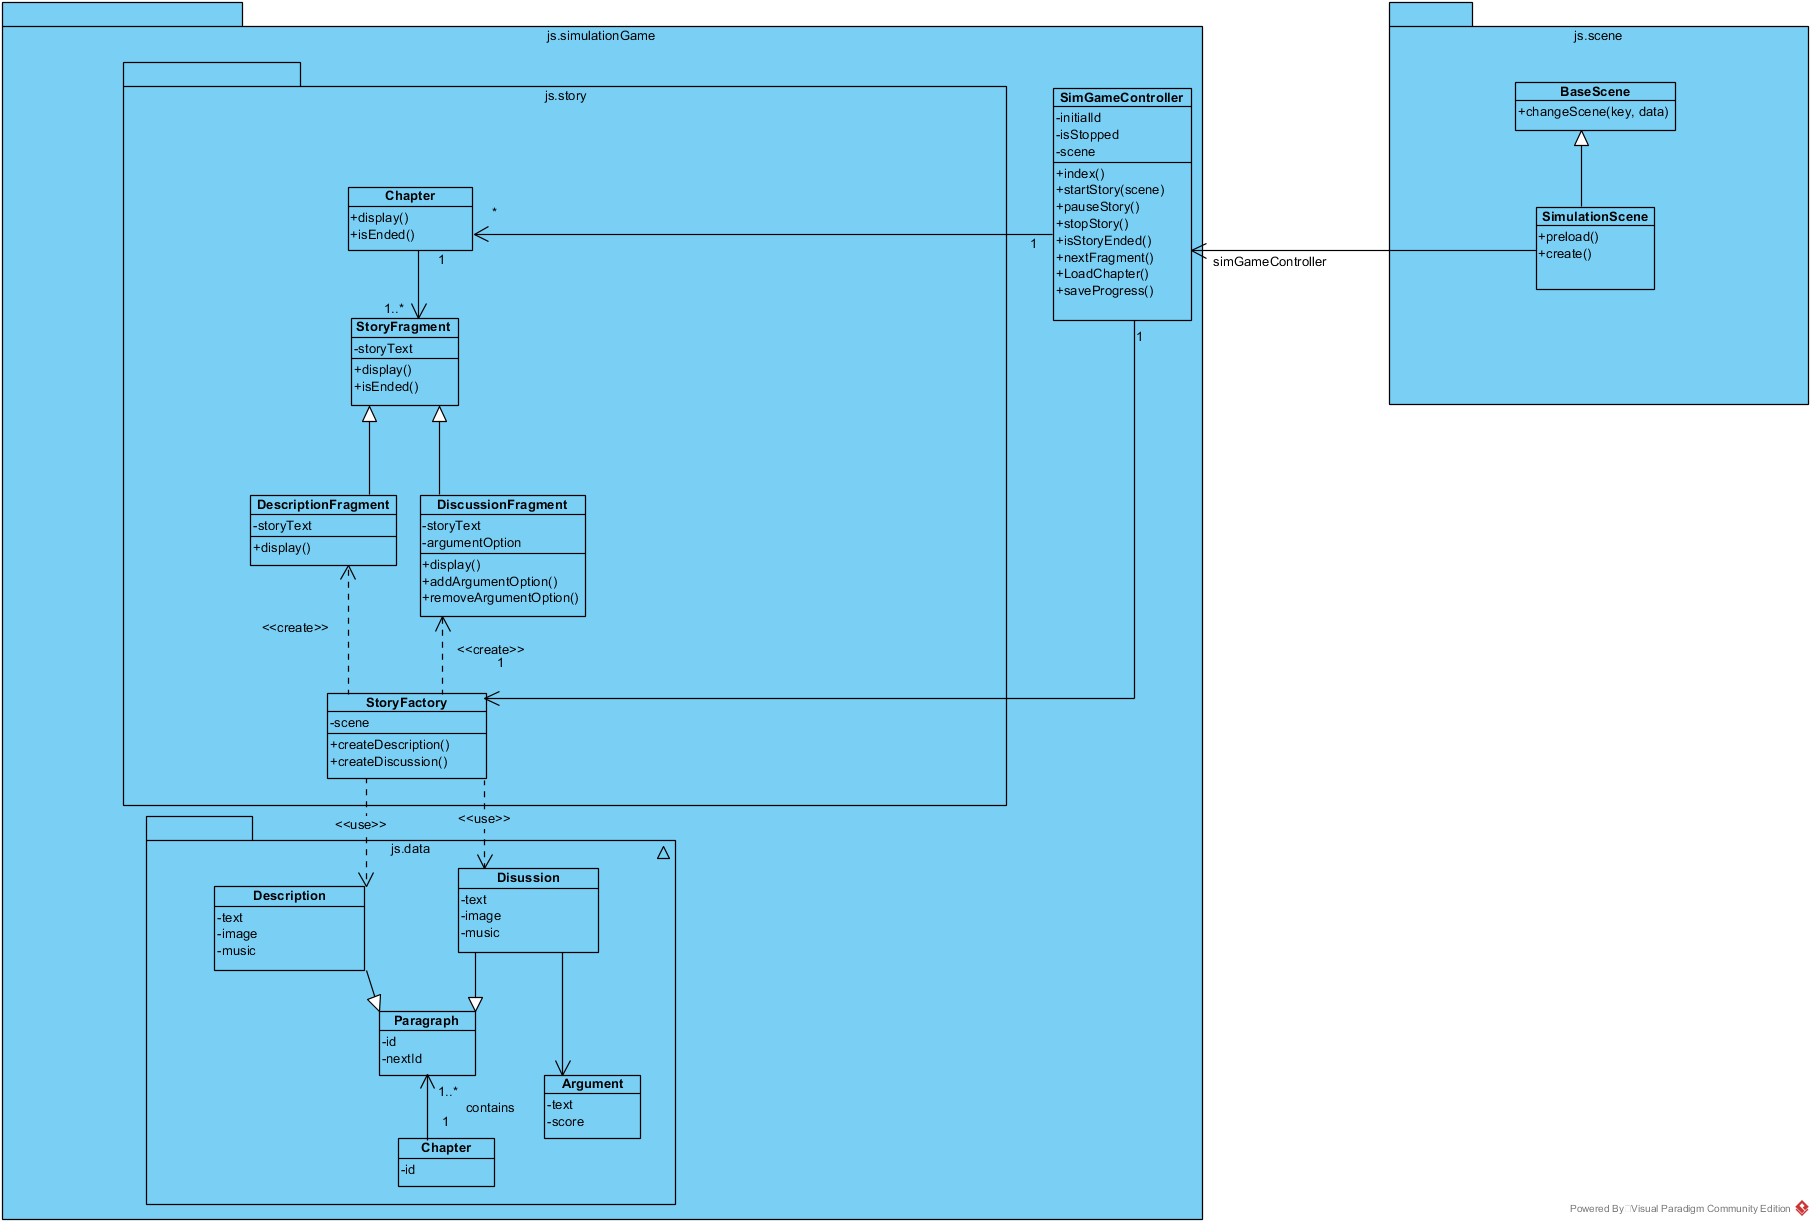 js.simulationGame
js.story
Chapter
+display()
+isEnded()
*
1
1
1..*
StoryFragment
-storyText
+display()
+isEnded()
DescriptionFragment
-storyText
+display()
DiscussionFragment
-storyText
-argumentOption
+display()
+addArgumentOption()
+removeArgumentOption()
<<create>>
<<create>>
1
StoryFactory
-scene
+createDescription()
+createDiscussion()
<<use>>
<<use>>
SimGameController
-initialId
-isStopped
-scene
+index()
+startStory(scene)
+pauseStory()
+stopStory()
+isStoryEnded()
+nextFragment()
+LoadChapter()
+saveProgress()
1
simGameController
js.scene
BaseScene
+changeScene(key, data)
SimulationScene
+preload()
+create()
js.data
Description
-text
-image
-music
Disussion
-text
-image
-music
Paragraph
-id
-nextId
1..*
contains
1
Chapter
-id
Argument
-text
-score
Powered By Visual Paradigm Community Edition